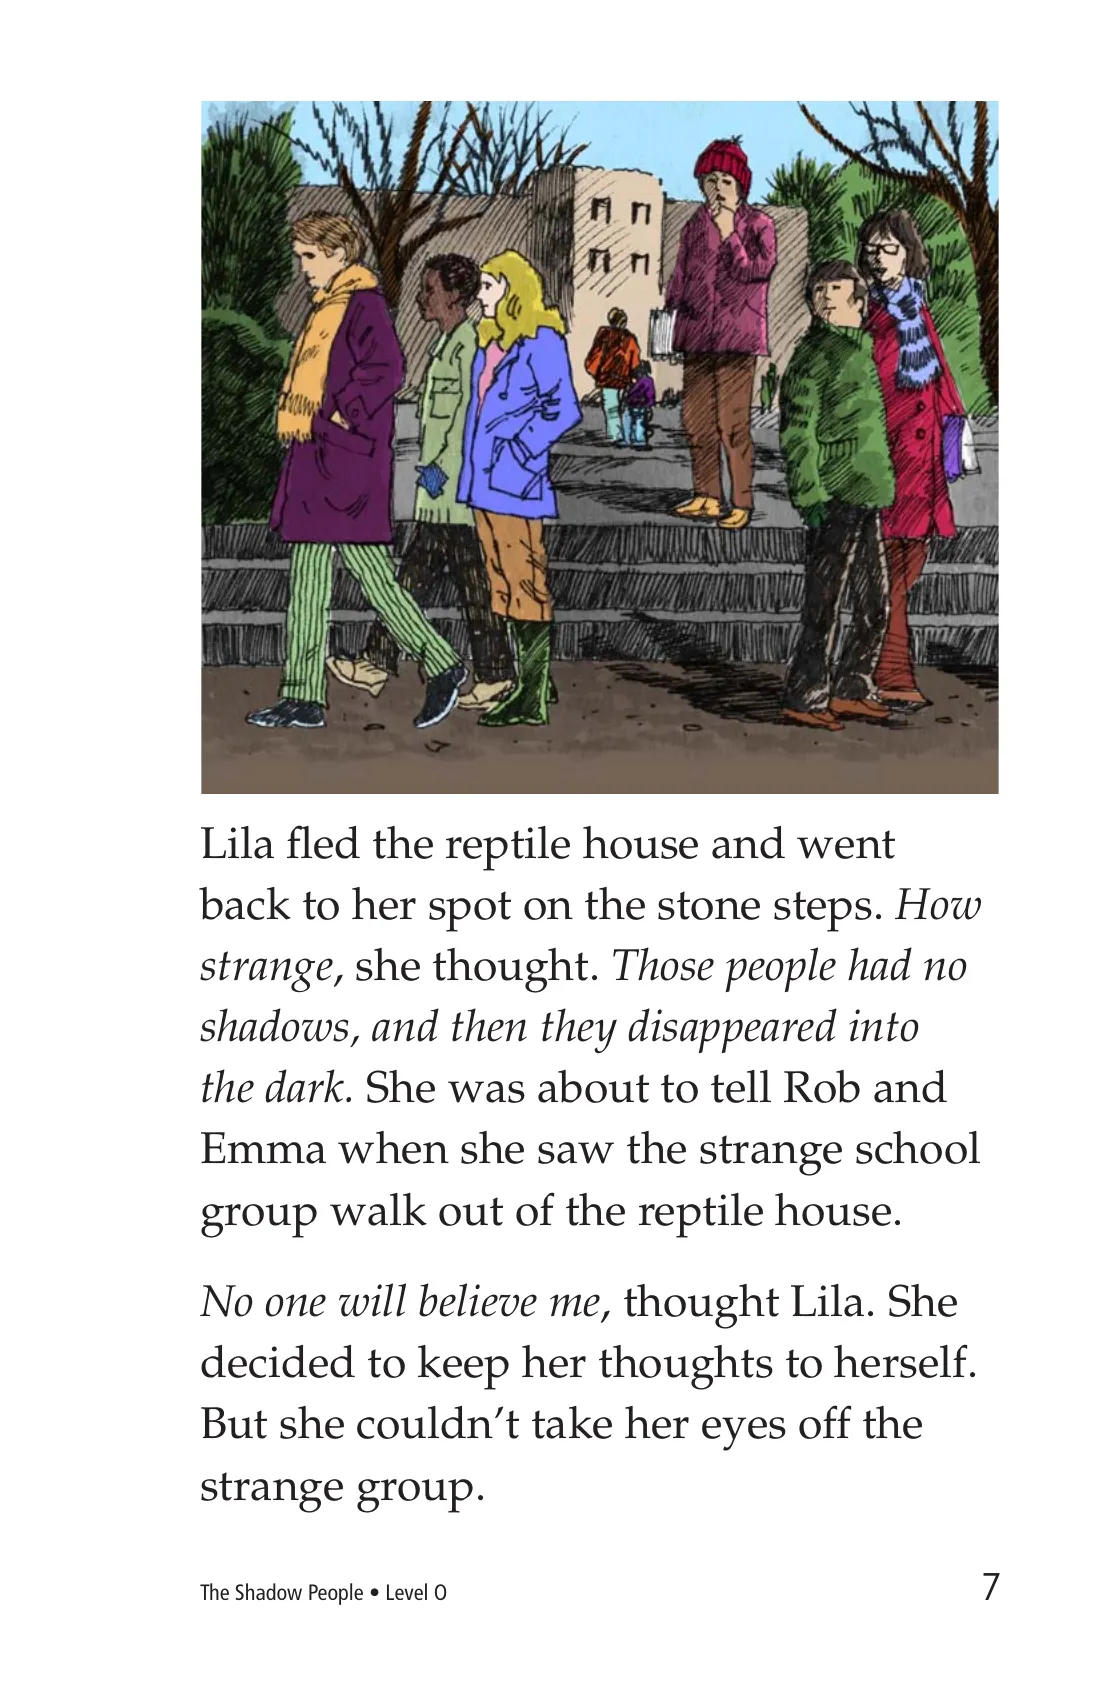 Lila fled the reptile house and went
back to her spot on the stone steps. How
strange, she thought. Those people had no
shadows, and then they disappeared into
the dark. She was about to tell Rob and
Emma when she saw the strange school
group walk out of the reptile house.
No one will believe me, thought Lila. She
decided to keep her thoughts to herself.
But she couldn’t take her eyes off the
strange group.
The Shadow People • Level O 7